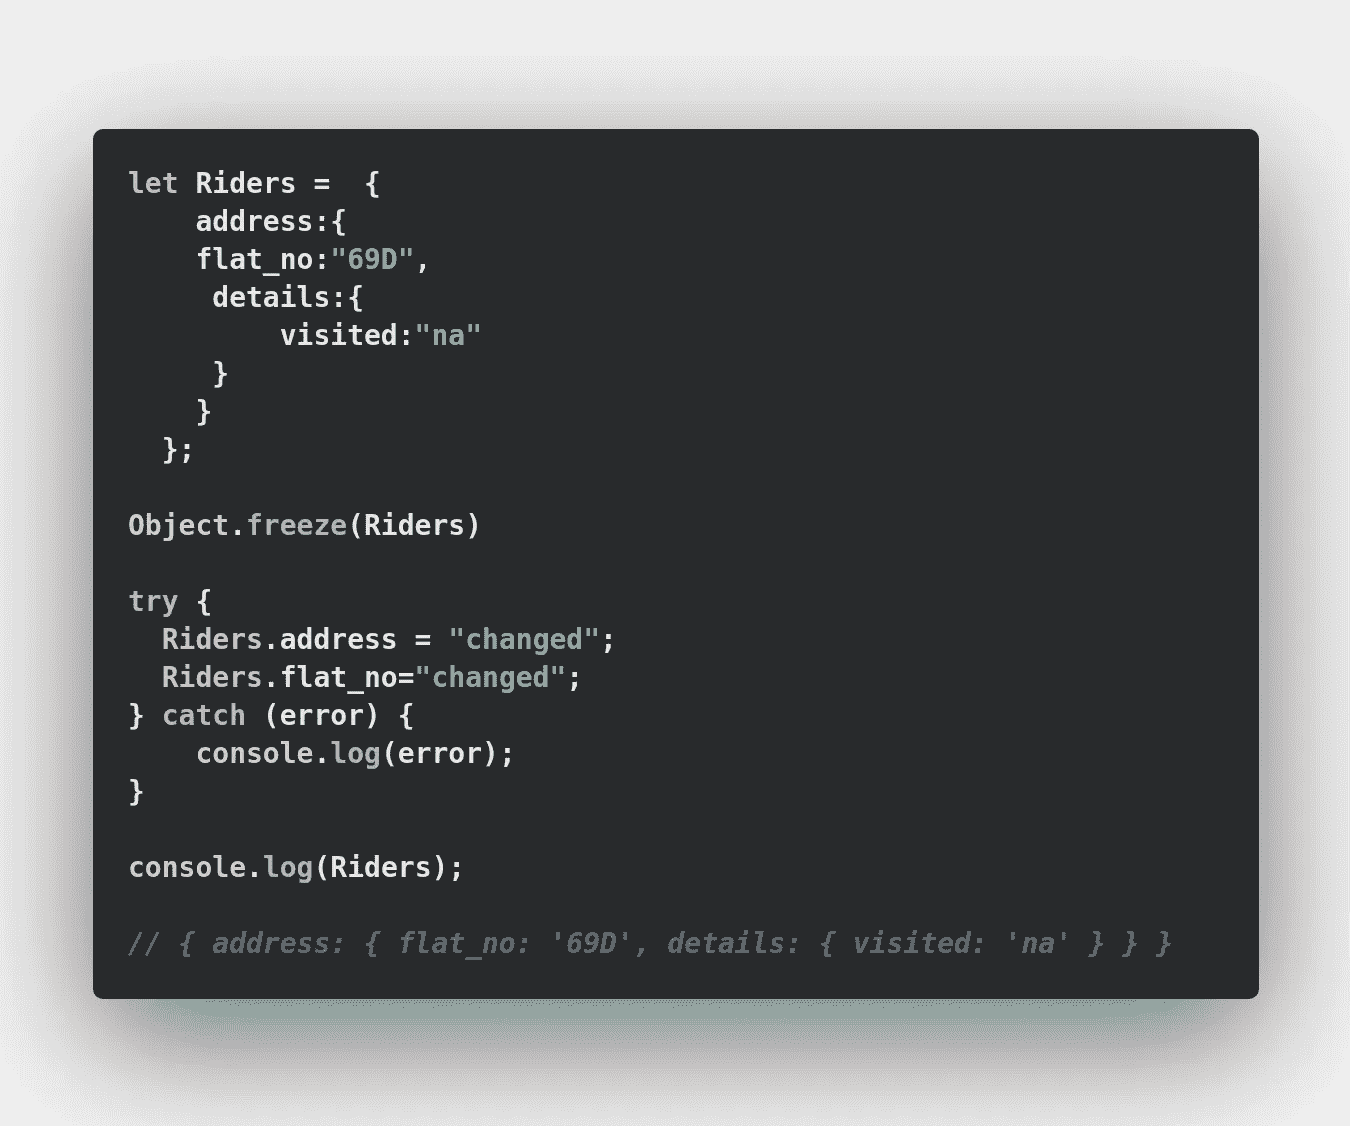 let Riders =  {
    address:{
    flat_no:"69D",
     details:{
         visited:"na"
     }
    }
  };

Object.freeze(Riders)

try {
  Riders.address = "changed";
  Riders.flat_no="changed";
} catch (error) {
    console.log(error);
}

console.log(Riders);

// { address: { flat_no: '69D', details: { visited: 'na' } } }